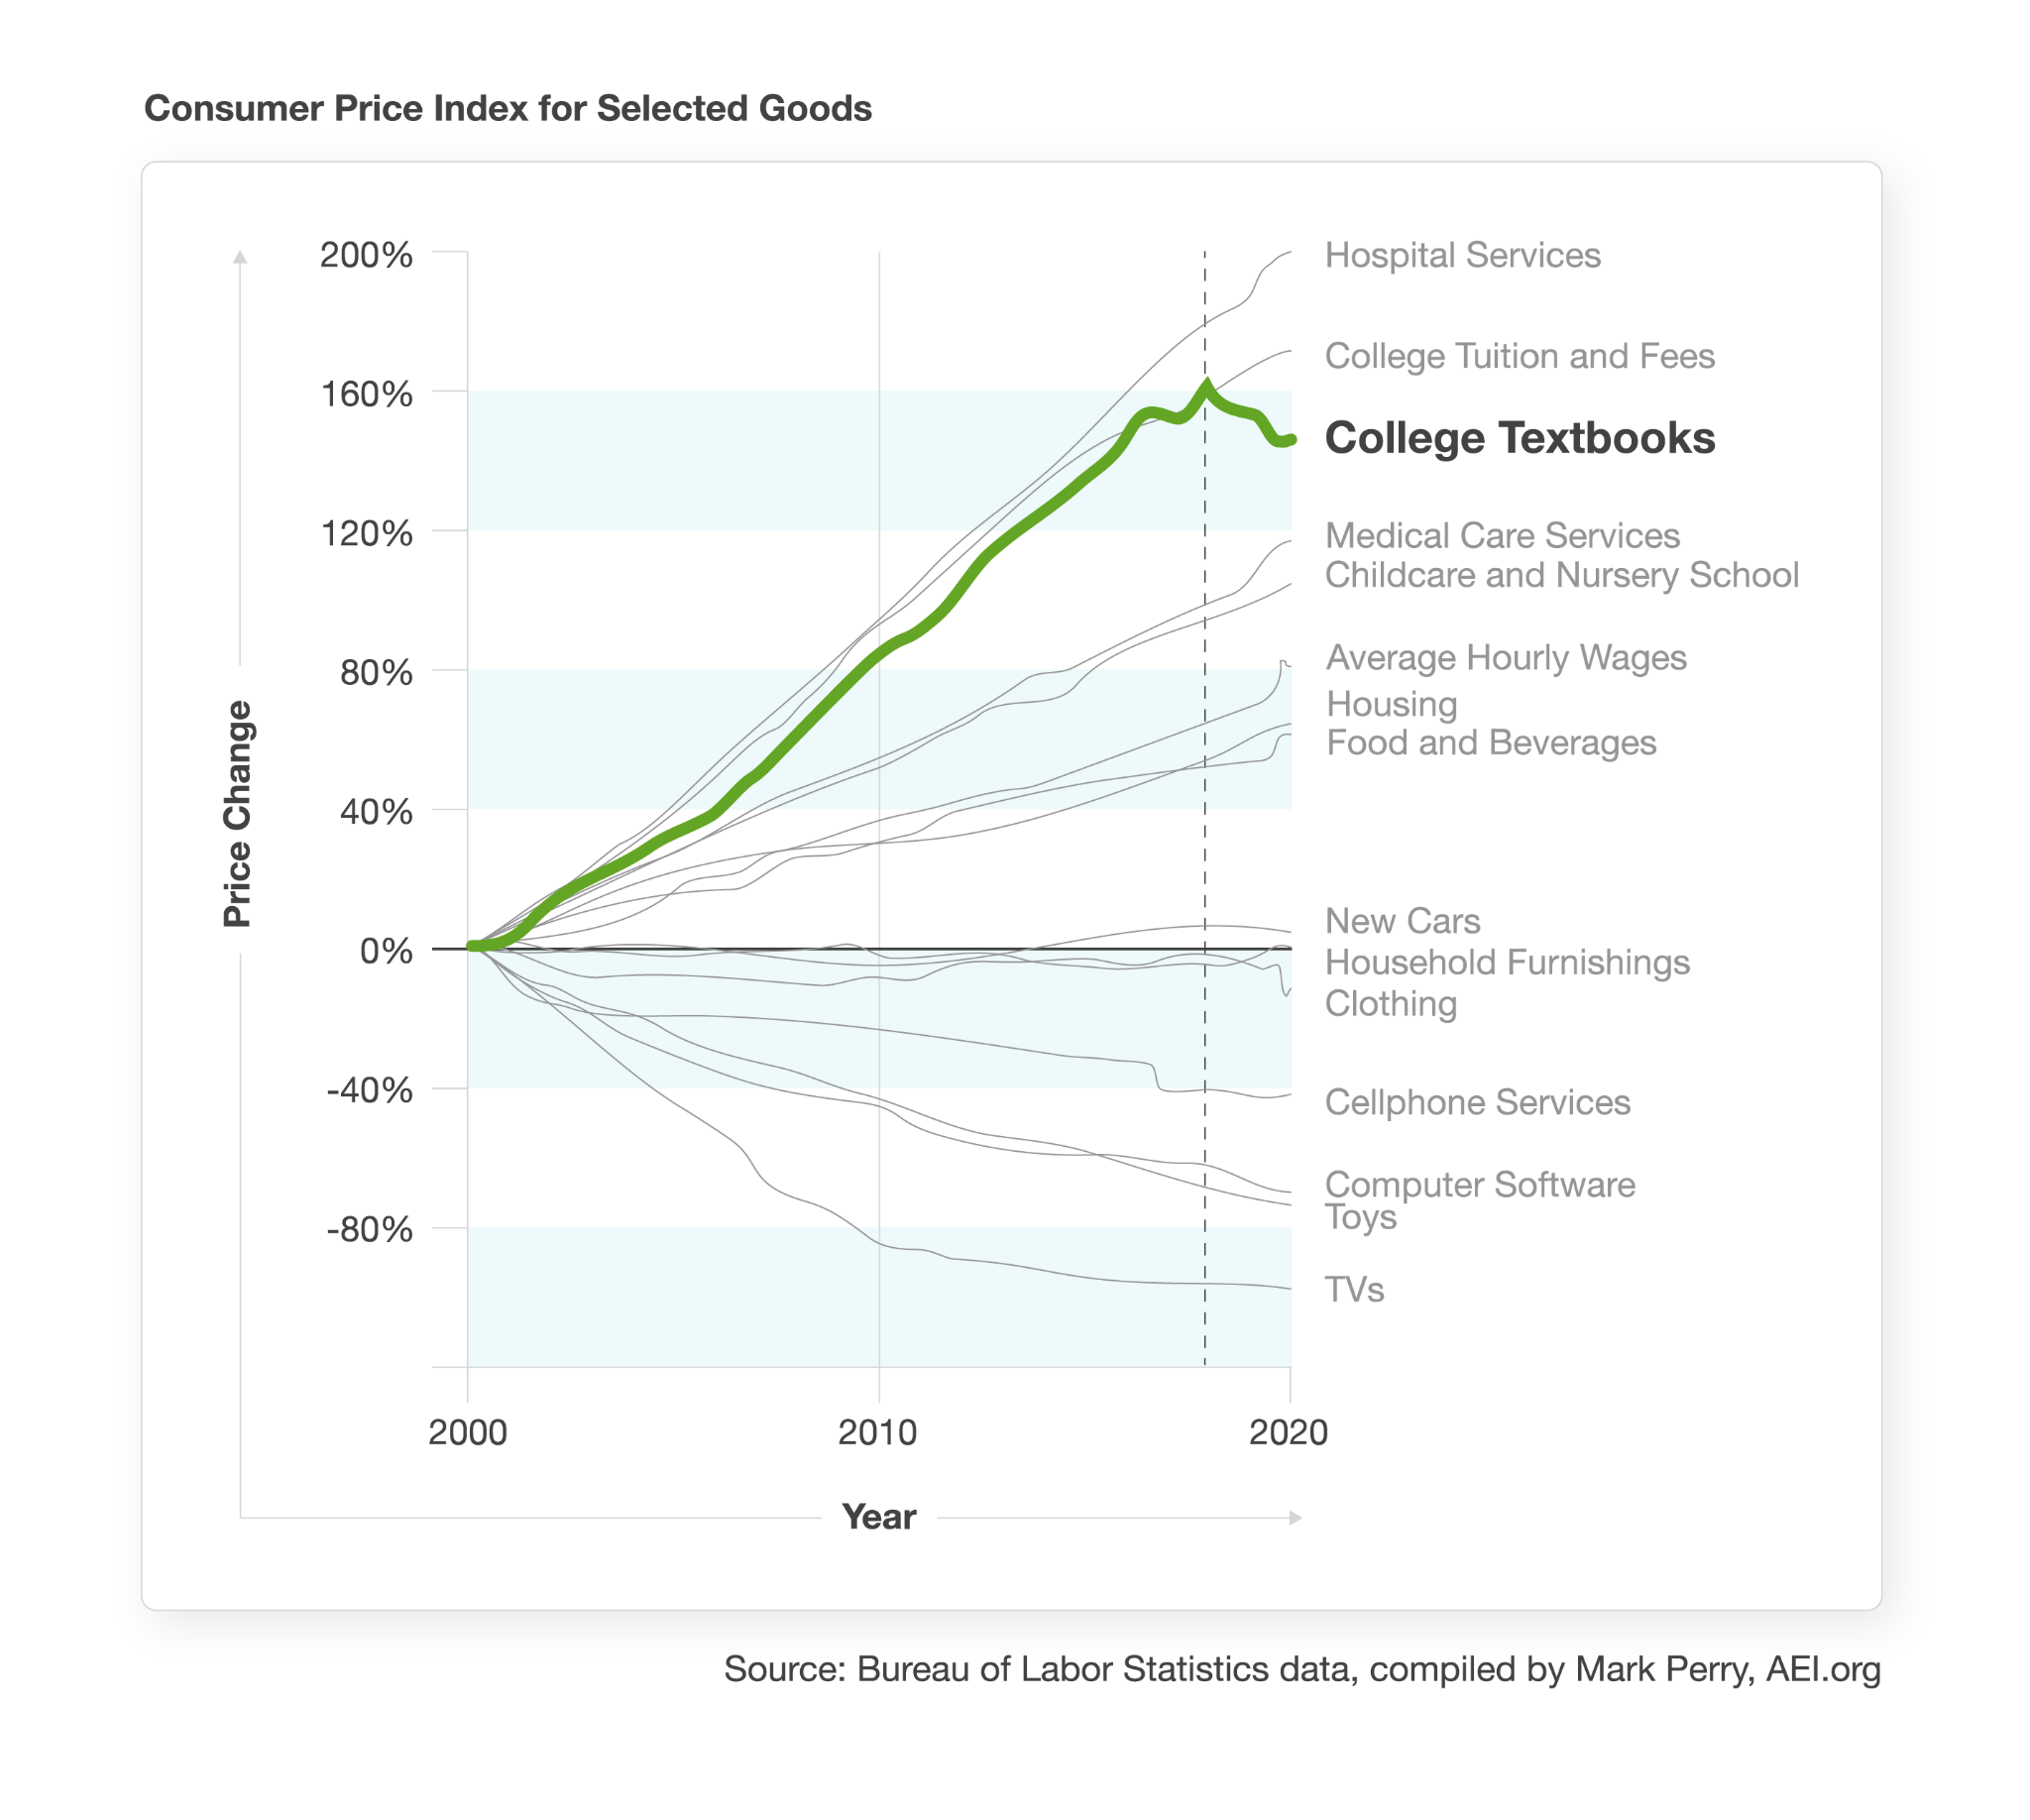 Consumer Price Index for Selected Goods
200%
160%
120%
80%
40%
0%
-40%
-80%
Price Change
Hospital Services
College Tuition and Fees
College Textbooks
Medical Care Services
Childcare and Nursery School
Average Hourly Wages
Housing
Food and Beverages
New Cars
Household Furnishings
Clothing
Cellphone Services
Computer Software
Toys
TVs
2000
2010
2020
Year
Source: Bureau of Labor Statistics data, compiled by Mark Perry, AEI.org